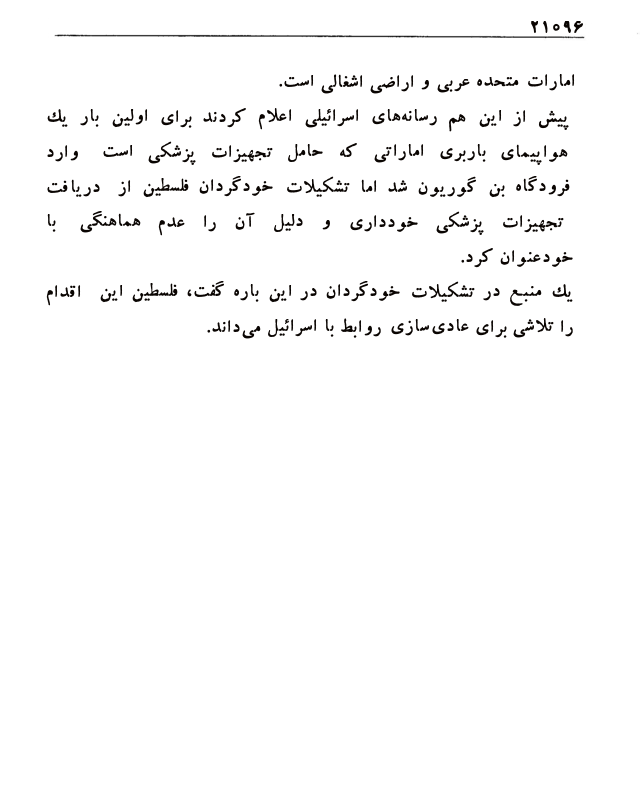 ۲۱۰۹۶
امارات متحده عربی و اراضی اشغالی است.
پیش از این هم رسانه‌های اسرائیلی اعلام کردند برای اولین بار یك
هواپیمای باربری اماراتی که حامل تجهیزات پزشکی است وارد
فرودگاه بن گوریون شد اما تشکیلات خودگردان فلسطین از دریافت
تجهیزات پزشکی خودداری و دلیل آن را عدم هماهنگی با
خودعنوان کرد.
یك منبع در تشکیلات خودگردان در این باره گفت، فلسطین این اقدام
را تلاشی برای عادی‌سازی روابط با اسرائیل می‌داند.